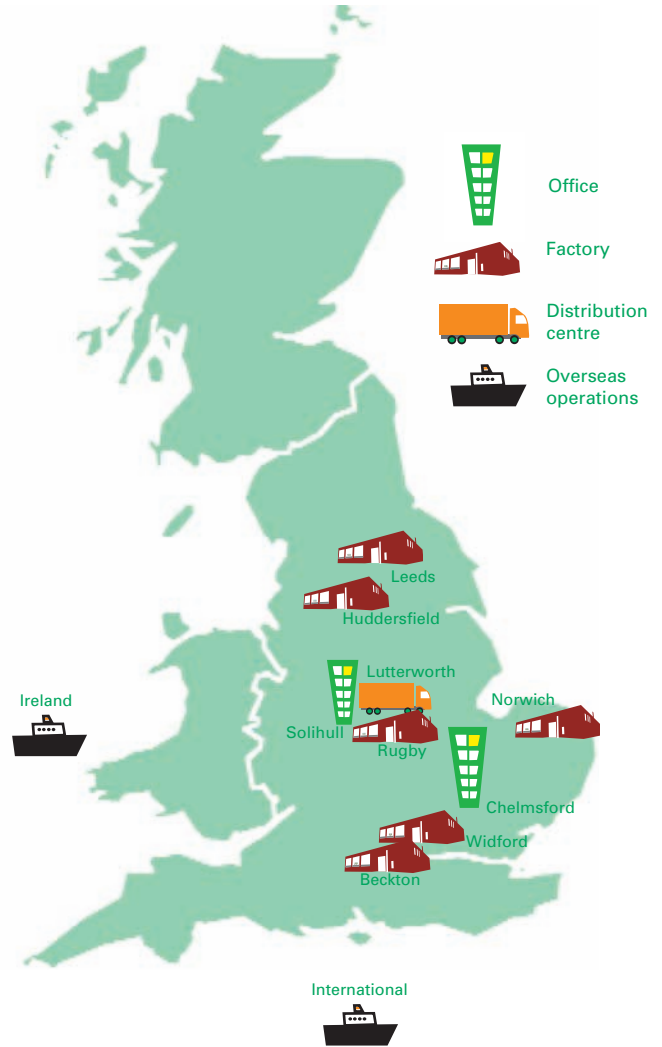 Office
Factory
Distribution
centre
Overseas
operations
Leeds
Huddersfield
Lutterworth
Ireland
Norwich
Solihull
Rugby
Chelmsford
Widford
Beckton
International